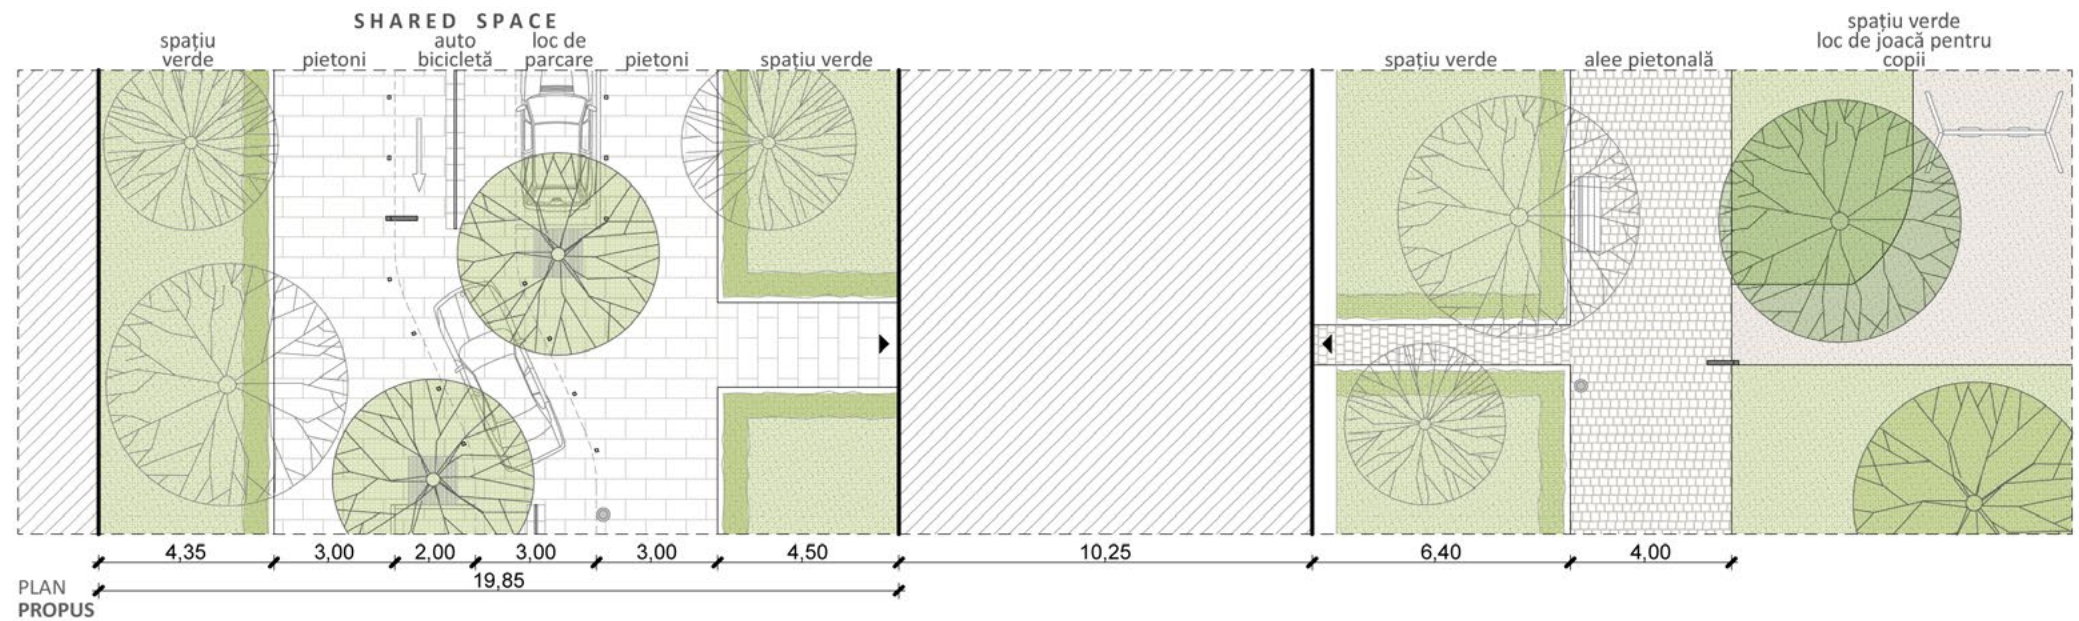 SHARED SPACE
spațiu
verde
pietoni
auto
bicicletă
loc de
parcare
pietoni
spațiu verde
spațiu verde
alee pietonală
spațiu verde
loc de joacă pentru
copii
4,35
3,00
2,00
3,00
3,00
4,50
10,25
6,40
4,00
19,85
PLAN
PROPUS